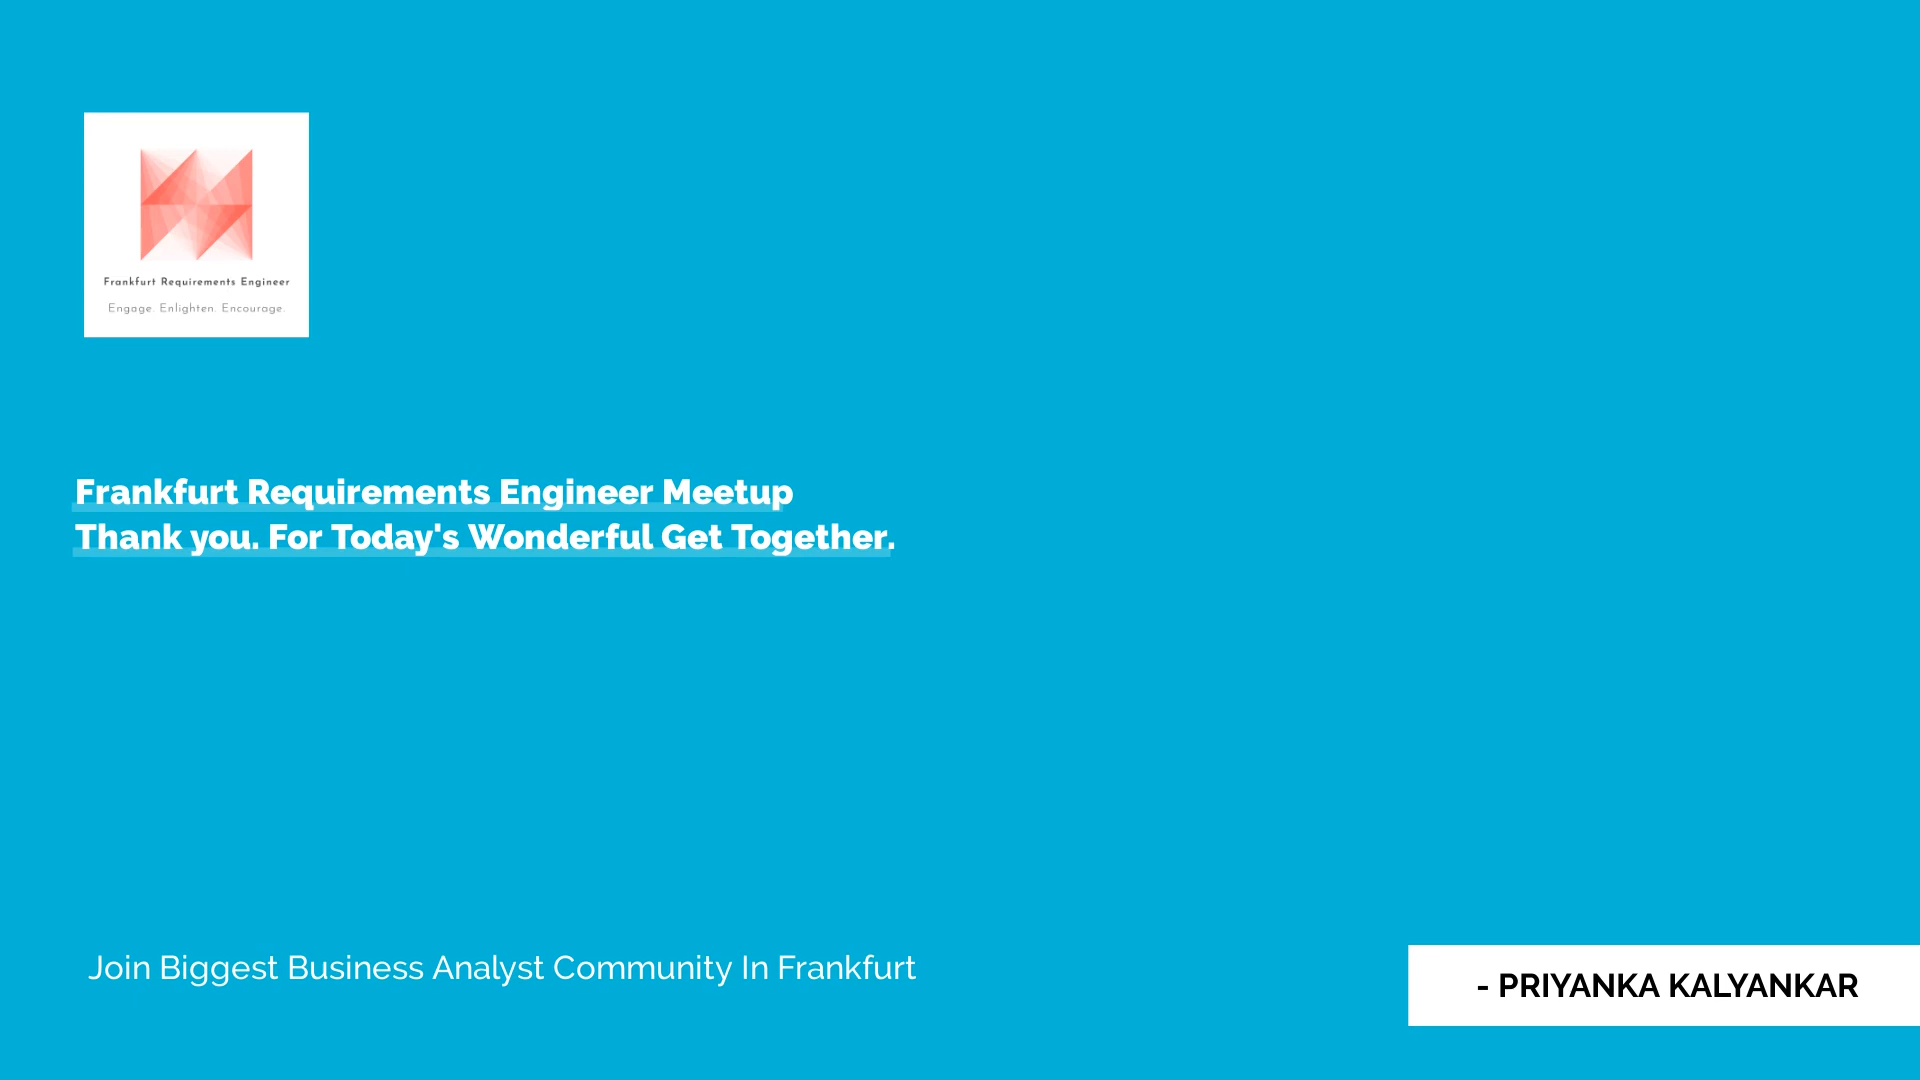 Frankfurt Requirements Engineer
Engage. Enlighten. Encourage.
Frankfurt Requirements Engineer Meetup
Thank you. For Today's Wonderful Get Together.
Join Biggest Business Analyst Community In Frankfurt
- PRIYANKA KALYANKAR